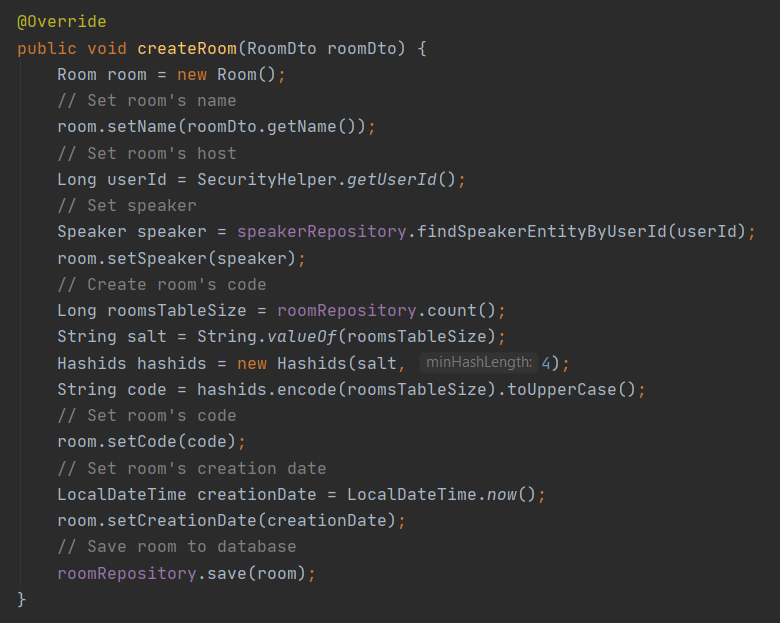 @Override
public void createRoom(RoomDto roomDto) {
Room room = new Room();
// Set room's name
room.setName(roomDto.getName());
// Set room's host
Long userId = SecurityHelper.getUserId();
// Set speaker
Speaker speaker = speakerRepository.findSpeakerEntityByUserId(userId);
room.setSpeaker(speaker);
// Create room's code
Long roomsTableSize = roomRepository.count();
String salt = String.valueOf(roomsTableSize);
Hashids hashids = new Hashids(salt, minHashLength: 4);
String code = hashids.encode(roomsTableSize).toUpperCase();
// Set room's code
room.setCode(code);
// Set room's creation date
LocalDateTime creationDate = LocalDateTime.now();
room.setCreationDate(creationDate);
// Save room to database
roomRepository.save(room);
}